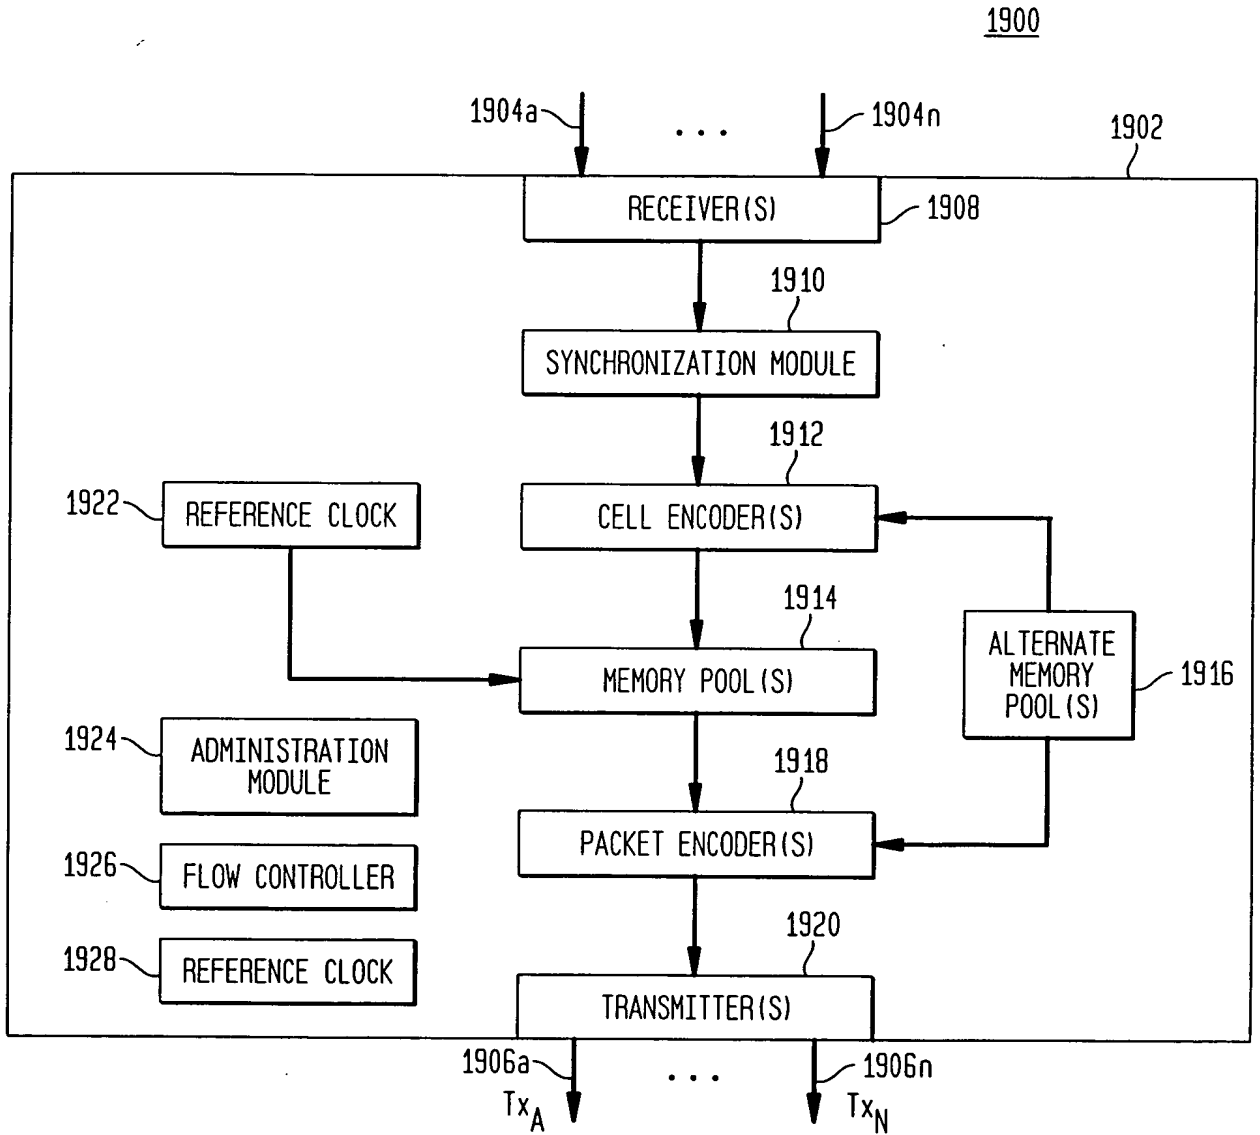 1900
1904a
. . .
1904n
1902
RECEIVER(S)
1908
1910
SYNCHRONIZATION MODULE
1912
1922
REFERENCE CLOCK
CELL ENCODER(S)
1914
MEMORY POOL(S)
ALTERNATE
MEMORY
POOL(S)
1916
1924
ADMINISTRATION
MODULE
1918
PACKET ENCODER(S)
1926
FLOW CONTROLLER
1920
1928
REFERENCE CLOCK
TRANSMITTER(S)
1906a
. . .
1906n
TxA
TxN